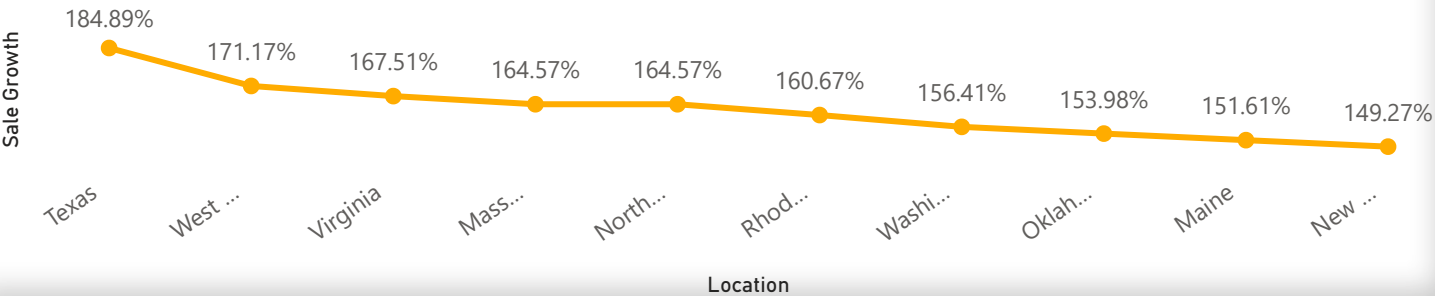 Sale Growth
184.89%
171.17%
167.51%
164.57%
164.57%
160.67%
156.41%
153.98%
151.61%
149.27%
Texas
West ...
Virginia
Mass...
North...
Rhod...
Washi...
Oklah...
Maine
New ...
Location